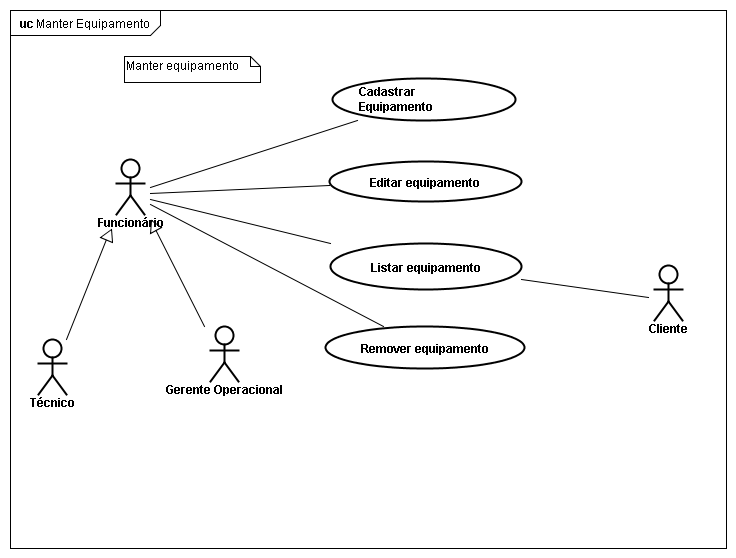 uc Manter Equipamento
Manter equipamento
Cadastrar
Equipamento
Editar equipamento
Funcionário
Listar equipamento
Cliente
Remover equipamento
Gerente Operacional
Técnico